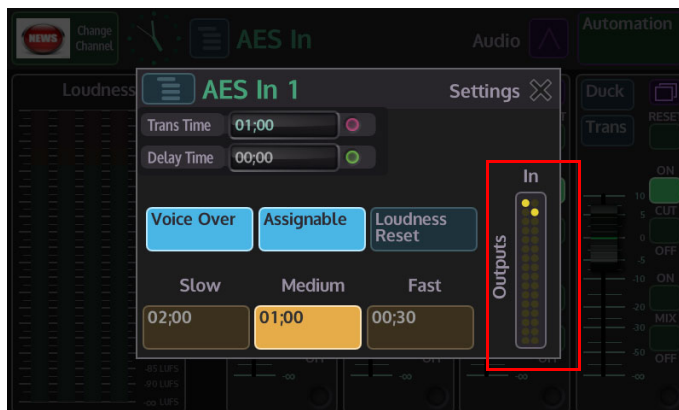 NEWS
Change
Channel
AES In
Audio
Automation
Loudness
Duck
Trans
RESET
AES In 1
Settings
Trans Time 01;00
Delay Time 00;00
In
Voice Over
Assignable
Loudness
Reset
Outputs
Slow
Medium
Fast
02;00
01;00
00;30
ON
10
5
CUT
0
OFF
-5
-10
ON
-20
MIX
-30
-50
OFF
-∞
-85 LUFS
-90 LUFS
-∞ LUFS
-∞
-∞
-∞